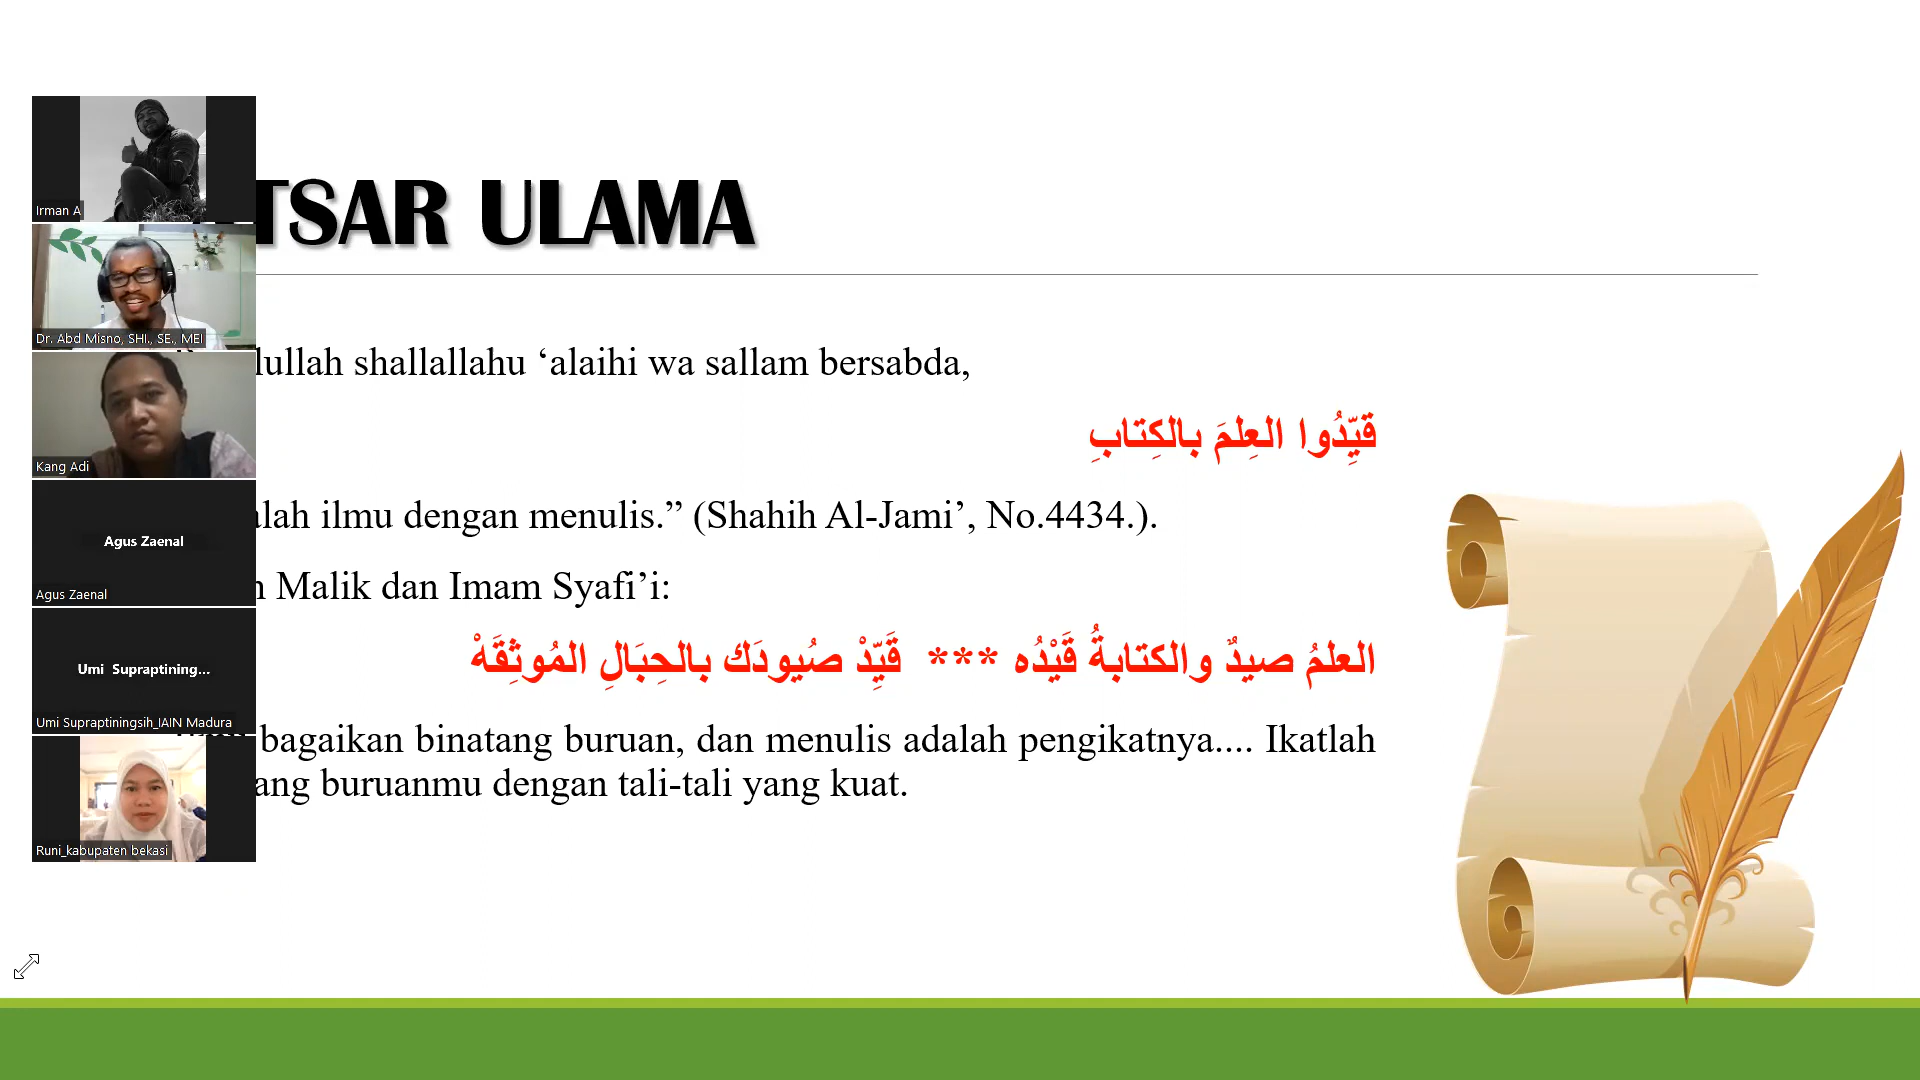 Irman A
Dr. Abd Misno, SHI., SE., MEI
Kang Adi
Agus Zaenal
Agus Zaenal
Umi Supraptining...
Umi Supraptiningsih_IAIN Madura
Runi_kabupaten bekasi
TSAR ULAMA
lullah shallallahu ‘alaihi wa sallam bersabda,
قيِّدُوا العِلمَ بالكِتابِ
alah ilmu dengan menulis.” (Shahih Al-Jami’, No.4434.).
Malik dan Imam Syafi’i:
العلمُ صيدٌ والكتابةُ قَيْدُه *** قَيِّدْ صُيودَك بالحِبَالِ المُوثِقَهْ
bagaikan binatang buruan, dan menulis adalah pengikatnya.... Ikatlah
ang buruanmu dengan tali-tali yang kuat.